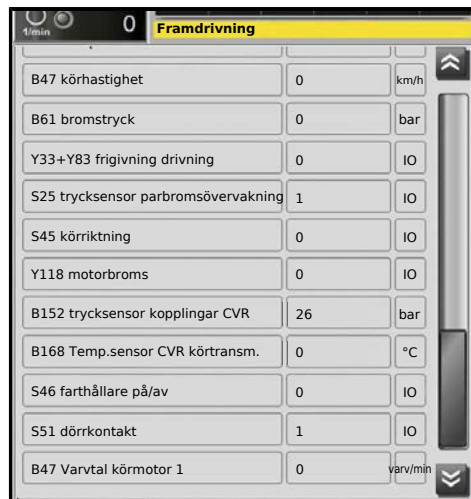 1/min 0 Framdrivning
B47 körhastighet 0 km/h
B61 bromstryck 0 bar
Y33+Y83 frigivning drivning 0 IO
S25 trycksensor parbromsövervakning 1 IO
S45 körriktning 0 IO
Y118 motorbroms 0 IO
B152 trycksensor kopplingar CVR 26 bar
B168 Temp.sensor CVR körtransm. 0 °C
S46 farthållare på/av 0 IO
S51 dörrkontakt 1 IO
B47 Varvtal körmotor 1 0 varv/min